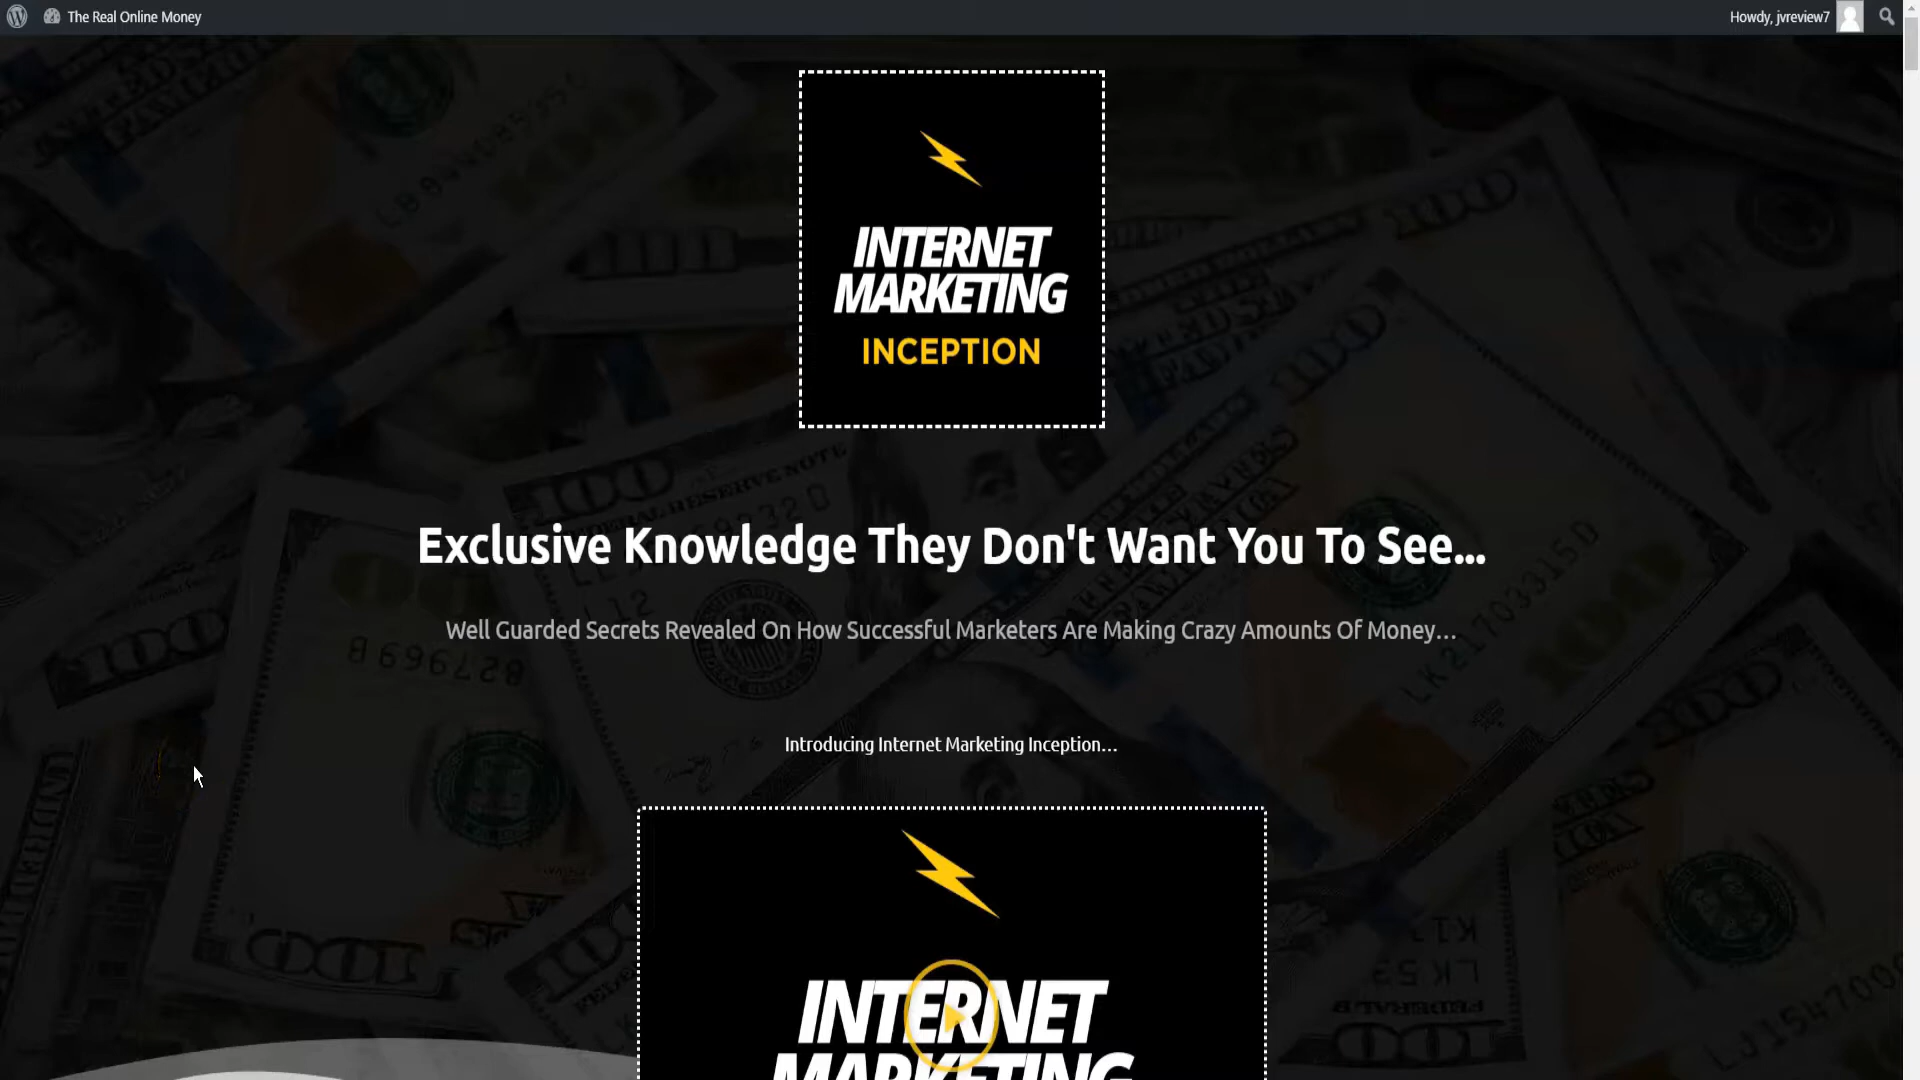 The Real Online Money
Howdy, jvreview7
INTERNET
MARKETING
INCEPTION
Exclusive Knowledge They Don't Want You To See...
Well Guarded Secrets Revealed On How Successful Marketers Are Making Crazy Amounts Of Money...
Introducing Internet Marketing Inception...
INTERNET
MARKETING